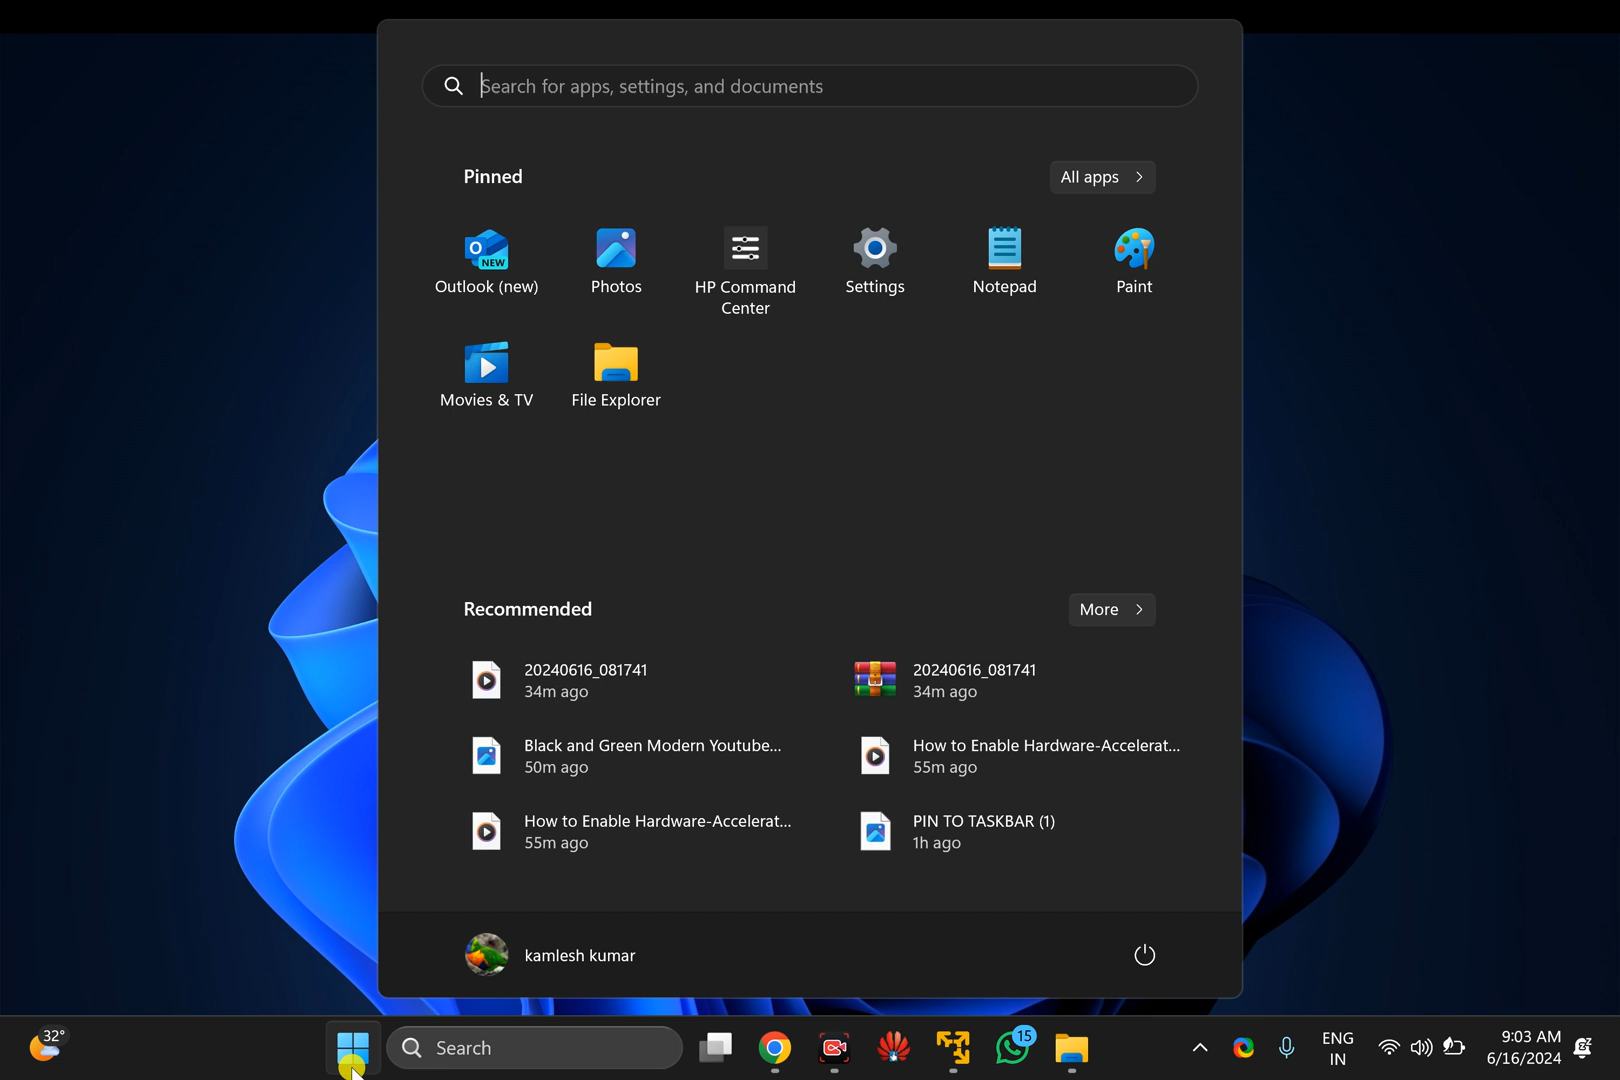 Search for apps, settings, and documents
Pinned
All apps
Outlook (new)
Photos
HP Command
Center
Settings
Notepad
Paint
Movies & TV
File Explorer
Recommended
More
20240616_081741
34m ago
20240616_081741
34m ago
Black and Green Modern Youtube...
50m ago
How to Enable Hardware-Accelerat...
55m ago
How to Enable Hardware-Accelerat...
55m ago
PIN TO TASKBAR (1)
1h ago
kamlesh kumar
32°
Search
15
ENG
IN
9:03 AM
6/16/2024
O
NEW